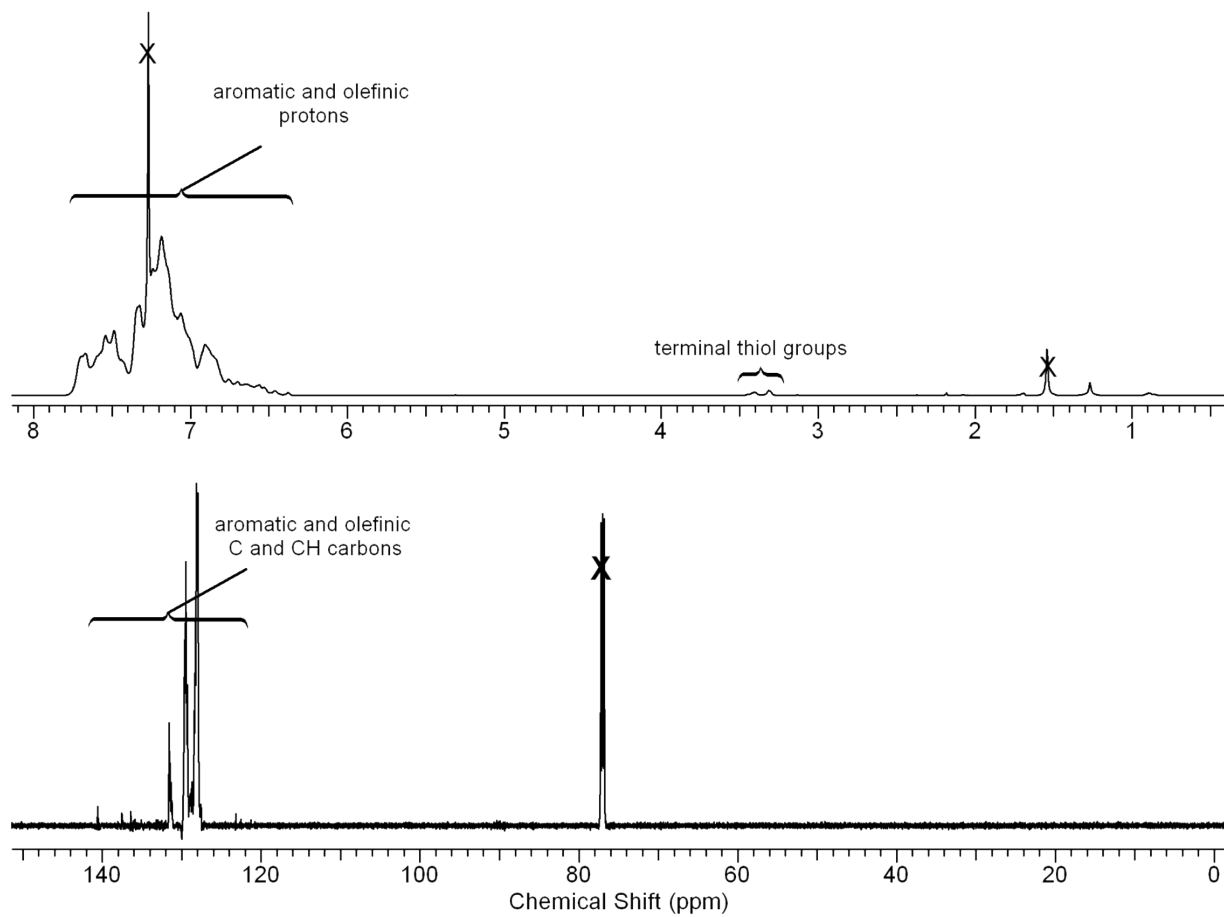 X
aromatic and olefinic
protons
terminal thiol groups
X
8 7 6 5 4 3 2 1
aromatic and olefinic
C and CH carbons
X
140 120 100 80 60 40 20 0
Chemical Shift (ppm)